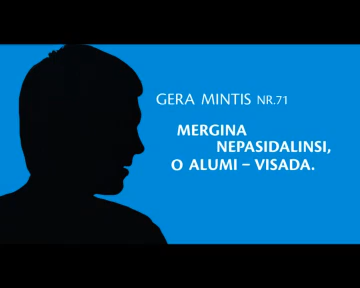 GERA MINTIS NR.71
MERGINA
NEPASIDALINSI,
O ALUMI – VISADA.